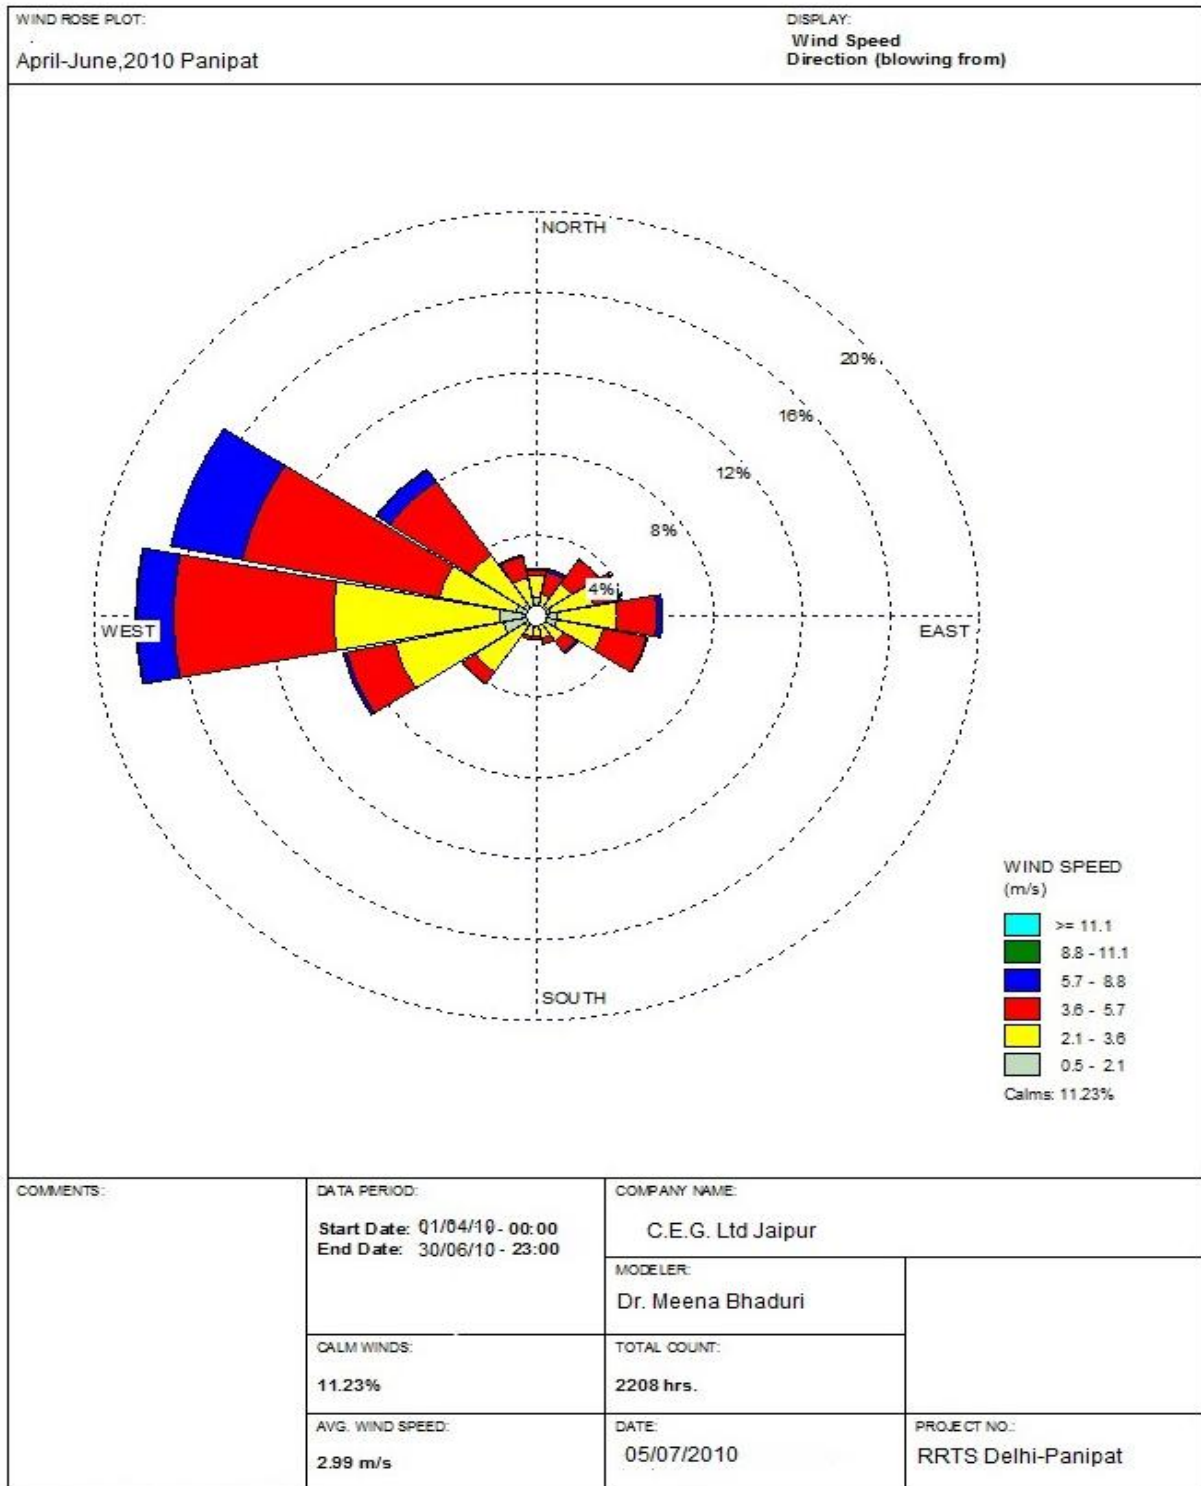 WIND ROSE PLOT:
April-June,2010 Panipat
DISPLAY:
Wind Speed
Direction (blowing from)
NORTH
20%
16%
12%
8%
4%
WEST
EAST
SOUTH
WIND SPEED
(m/s)
>= 11.1
8.8 - 11.1
5.7 - 8.8
3.6 - 5.7
2.1 - 3.6
0.5 - 2.1
Calms: 11.23%
COMMENTS:
DATA PERIOD:
Start Date: 01/04/10 - 00:00
End Date: 30/06/10 - 23:00
COMPANY NAME:
C.E.G. Ltd Jaipur
MODELER:
Dr. Meena Bhaduri
CALM WINDS:
11.23%
TOTAL COUNT:
2208 hrs.
AVG. WIND SPEED:
2.99 m/s
DATE:
05/07/2010
PROJECT NO.:
RRTS Delhi-Panipat